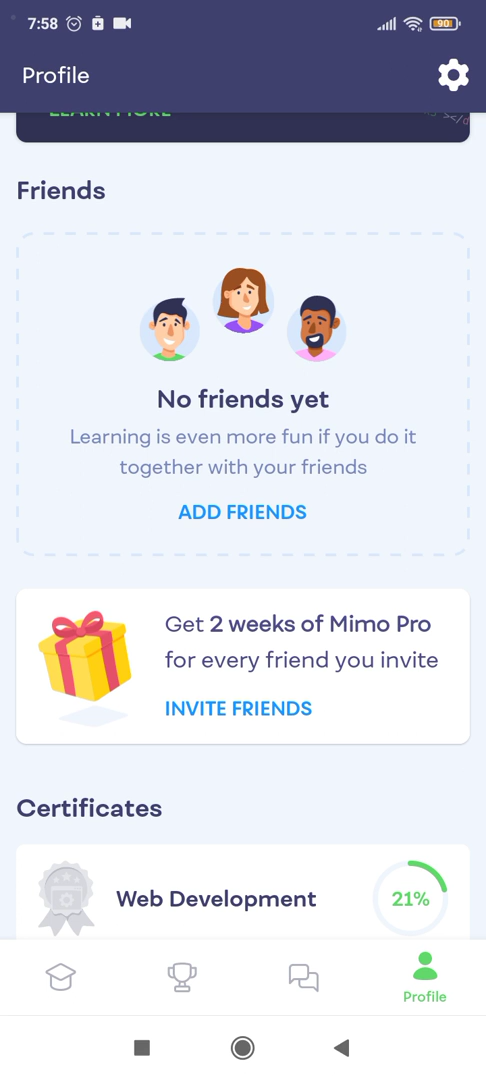 7:58
90
Profile
LEARN MORE
Friends
No friends yet
Learning is even more fun if you do it
together with your friends
ADD FRIENDS
Get 2 weeks of Mimo Pro
for every friend you invite
INVITE FRIENDS
Certificates
Web Development
21%
Profile